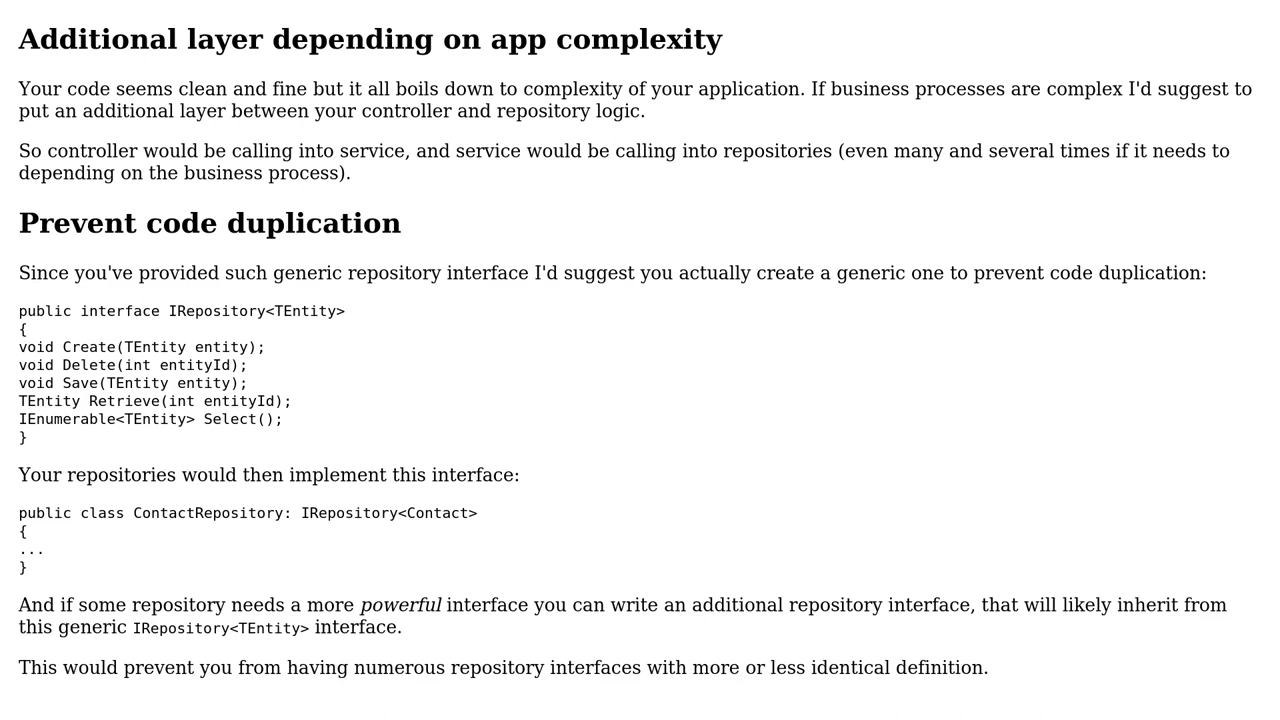 Additional layer depending on app complexity
Your code seems clean and fine but it all boils down to complexity of your application. If business processes are complex I'd suggest to
put an additional layer between your controller and repository logic.
So controller would be calling into service, and service would be calling into repositories (even many and several times if it needs to
depending on the business process).
Prevent code duplication
Since you've provided such generic repository interface I'd suggest you actually create a generic one to prevent code duplication:
public interface IRepository<TEntity>
{
void Create(TEntity entity);
void Delete(int entityId);
void Save(TEntity entity);
TEntity Retrieve(int entityId);
IEnumerable<TEntity> Select();
}
Your repositories would then implement this interface:
public class ContactRepository: IRepository<Contact>
{
...
}
And if some repository needs a more powerful interface you can write an additional repository interface, that will likely inherit from
this generic IRepository<TEntity> interface.
This would prevent you from having numerous repository interfaces with more or less identical definition.